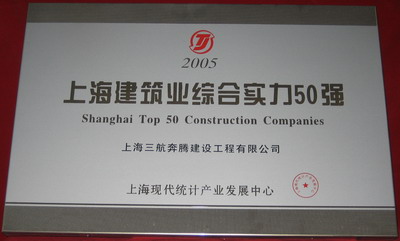 2005
上海建筑业综合实力50强
Shanghai Top 50 Construction Companies
上海三航奔腾建设工程有限公司
上海现代统计产业发展中心